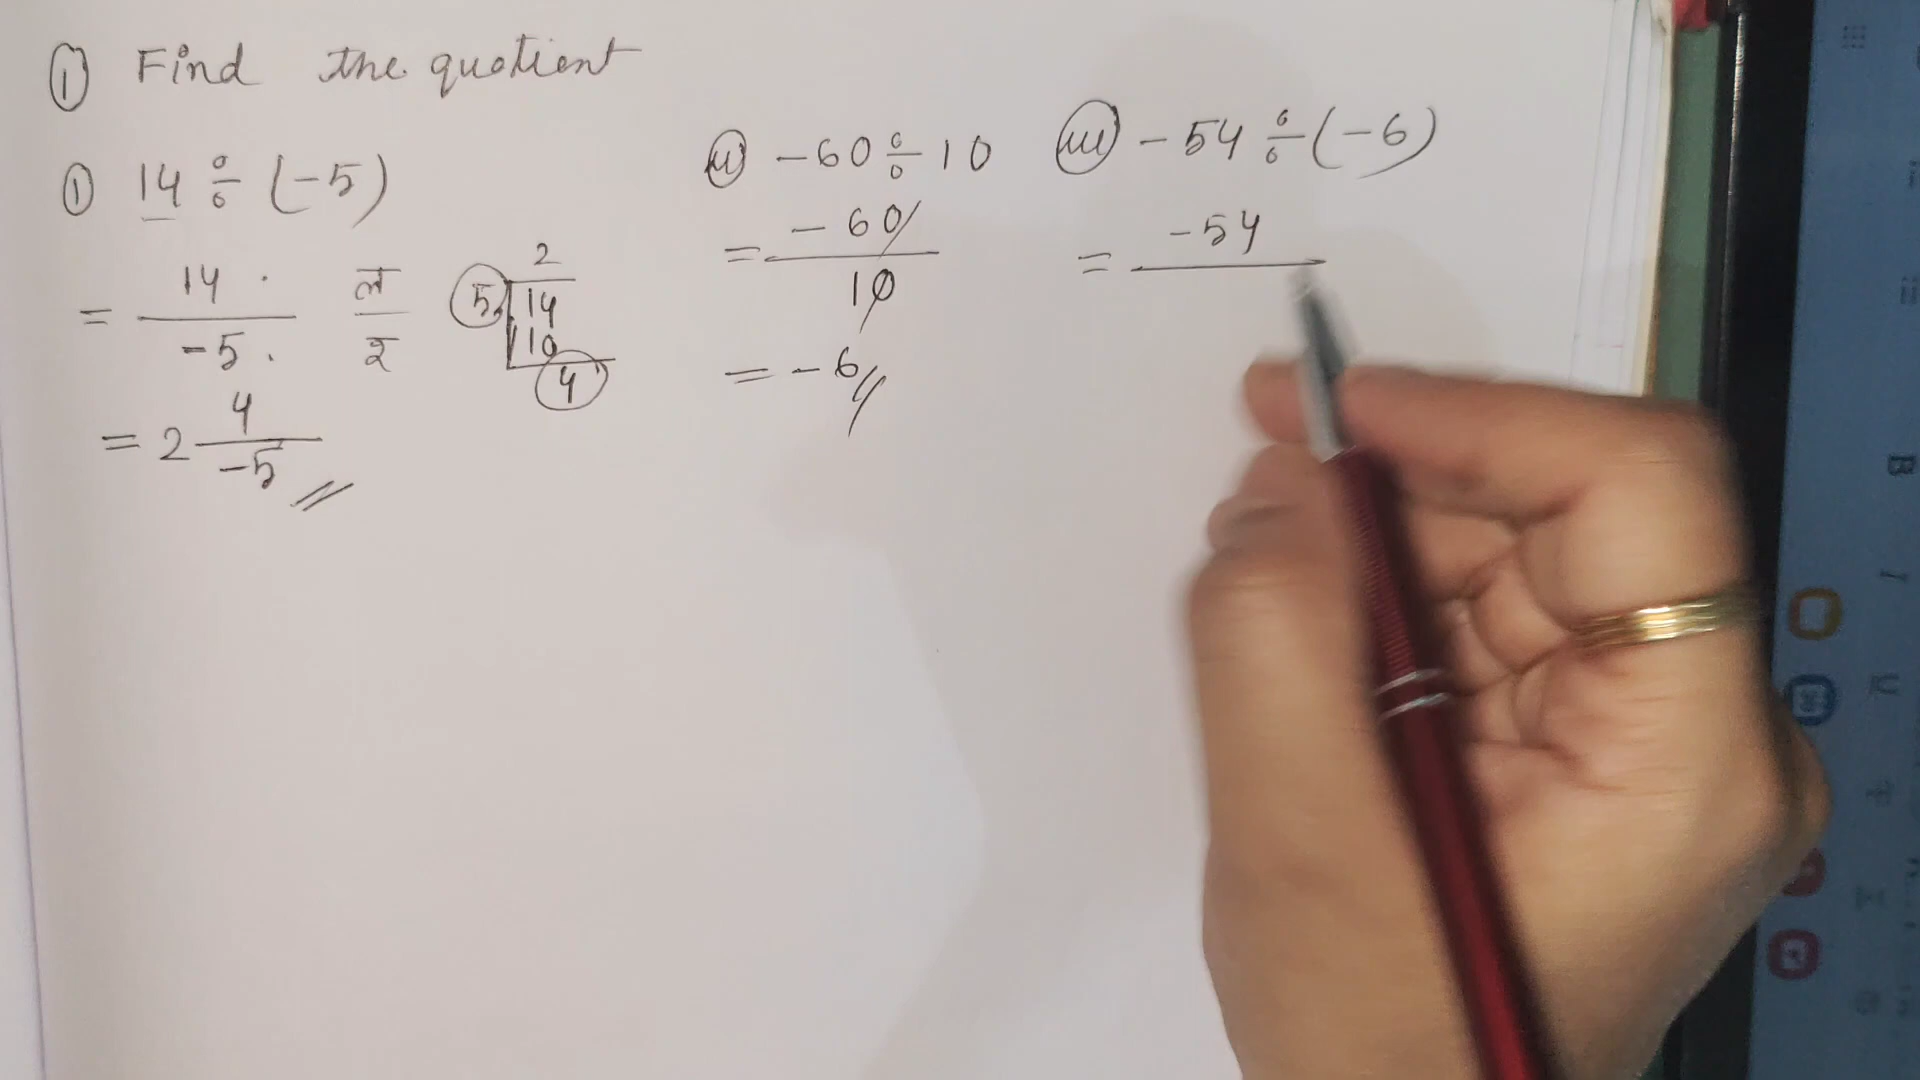 ① Find the quotient
① 14 ÷ (-5)
= 14 / -5
ल / र
2
5 14
10
4
= 2 4/-5
(ii) -60 ÷ 10
= -60 / 10
= -6
(iii) -54 ÷ (-6)
= -54
B
I
U